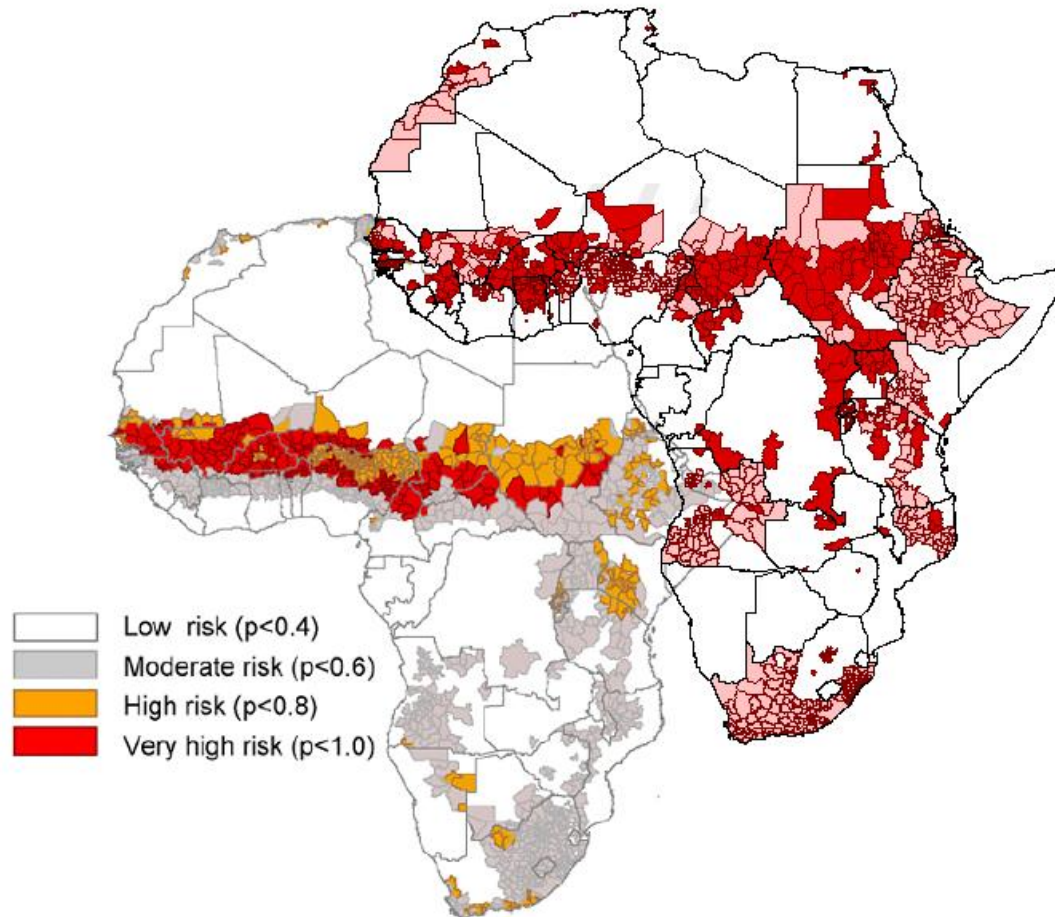 Low risk (p<0.4)
Moderate risk (p<0.6)
High risk (p<0.8)
Very high risk (p<1.0)